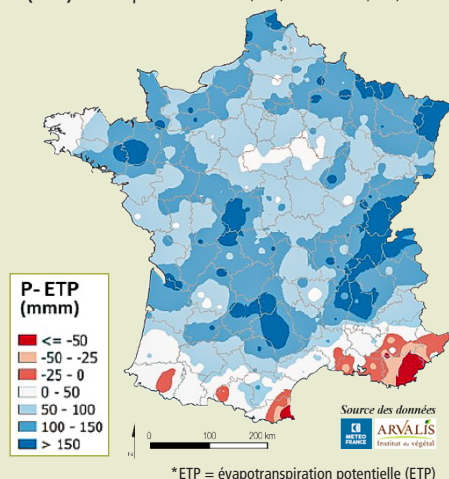 P- ETP
(mmm)
<= -50
-50 - -25
-25 - 0
0 - 50
50 - 100
100 - 150
> 150
z
0 100 200 km
Source des données
METEO
FRANCE
ARVALIS
Institut du végétal
*ETP = évapotranspiration potentielle (ETP)